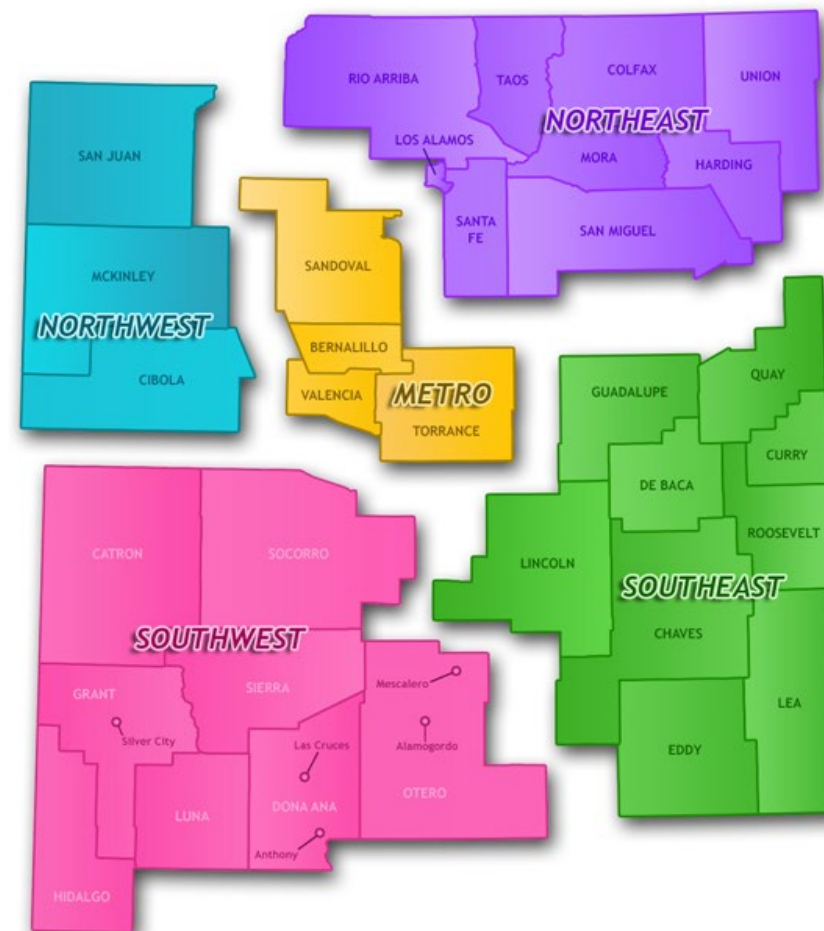 RIO ARRIBA
TAOS
COLFAX
UNION
NORTHEAST
LOS ALAMOS
MORA
HARDING
SANTA
FE
SAN MIGUEL
SAN JUAN
MCKINLEY
NORTHWEST
CIBOLA
SANDOVAL
BERNALILLO
VALENCIA
METRO
TORRANCE
GUADALUPE
QUAY
CURRY
DE BACA
ROOSEVELT
LINCOLN
SOUTHEAST
CHAVES
LEA
EDDY
CATRON
SOCORRO
SOUTHWEST
GRANT
SIERRA
Mescalero
Silver City
Las Cruces
Alamogordo
LUNA
DONA ANA
OTERO
Anthony
HIDALGO